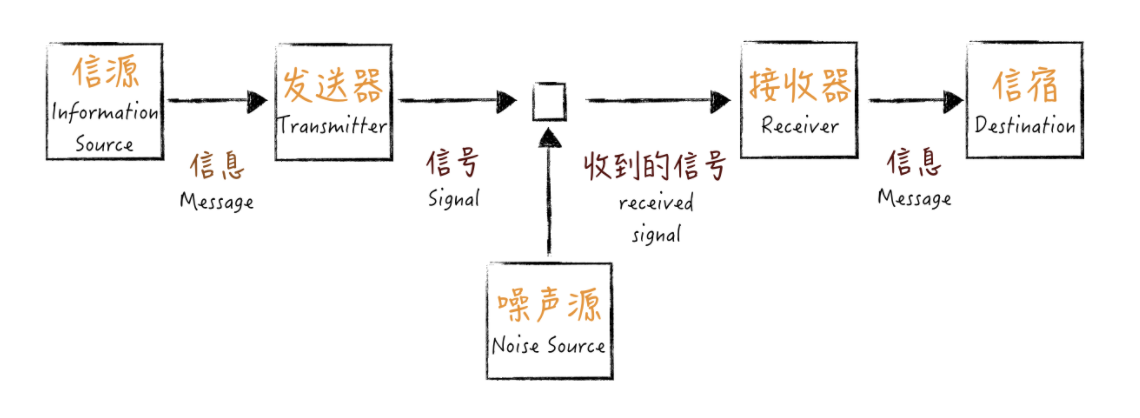 信源
Information
Source
信息
Message
发送器
Transmitter
信号
Signal
噪声源
Noise Source
收到的信号
received
signal
接收器
Receiver
信息
Message
信宿
Destination